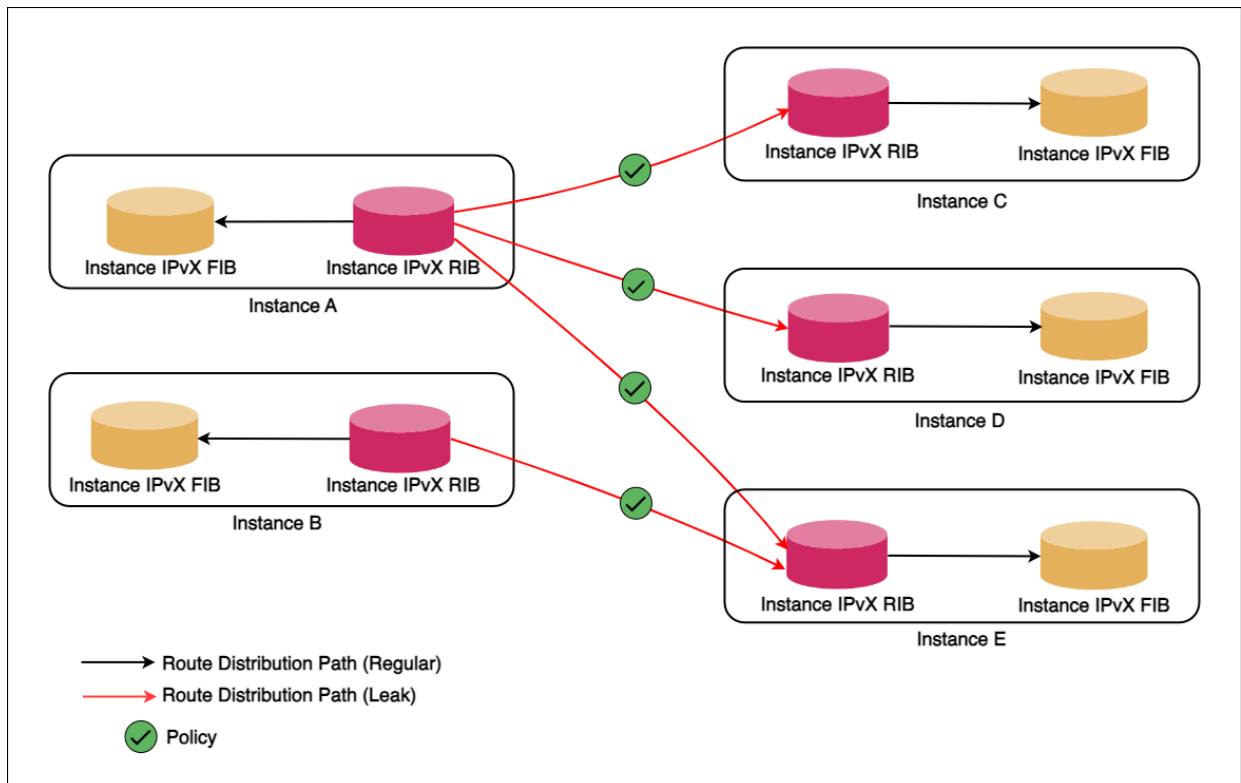 Instance IPvX RIB
Instance IPvX FIB
Instance C
Instance IPvX FIB
Instance IPvX RIB
Instance A
Instance IPvX RIB
Instance IPvX FIB
Instance D
Instance IPvX FIB
Instance IPvX RIB
Instance B
Instance IPvX RIB
Instance IPvX FIB
Instance E
Route Distribution Path (Regular)
Route Distribution Path (Leak)
Policy